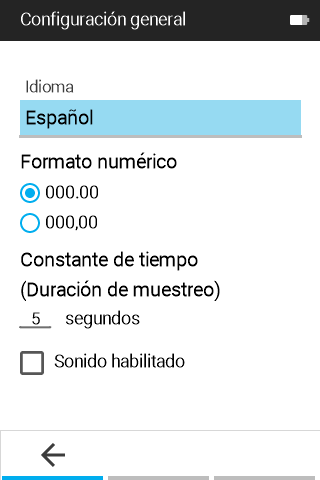 Configuración general
Idioma
Español
Formato numérico
000.00
000,00
Constante de tiempo
(Duración de muestreo)
5 segundos
Sonido habilitado